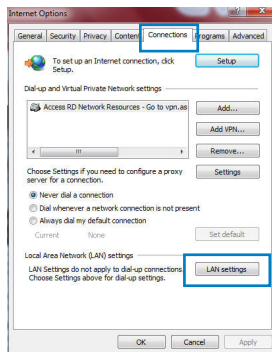 Internet Options
General Security Privacy Content Connections Programs Advanced
To set up an Internet connection, click
Setup.
Setup
Dial-up and Virtual Private Network settings
Access RD Network Resources - Go to vpn.as
Add...
Add VPN...
Remove...
Choose Settings if you need to configure a proxy
server for a connection.
Settings
Never dial a connection
Dial whenever a network connection is not present
Always dial my default connection
Current None
Set default
Local Area Network (LAN) settings
LAN Settings do not apply to dial-up connections.
Choose Settings above for dial-up settings.
LAN settings
OK Cancel Apply